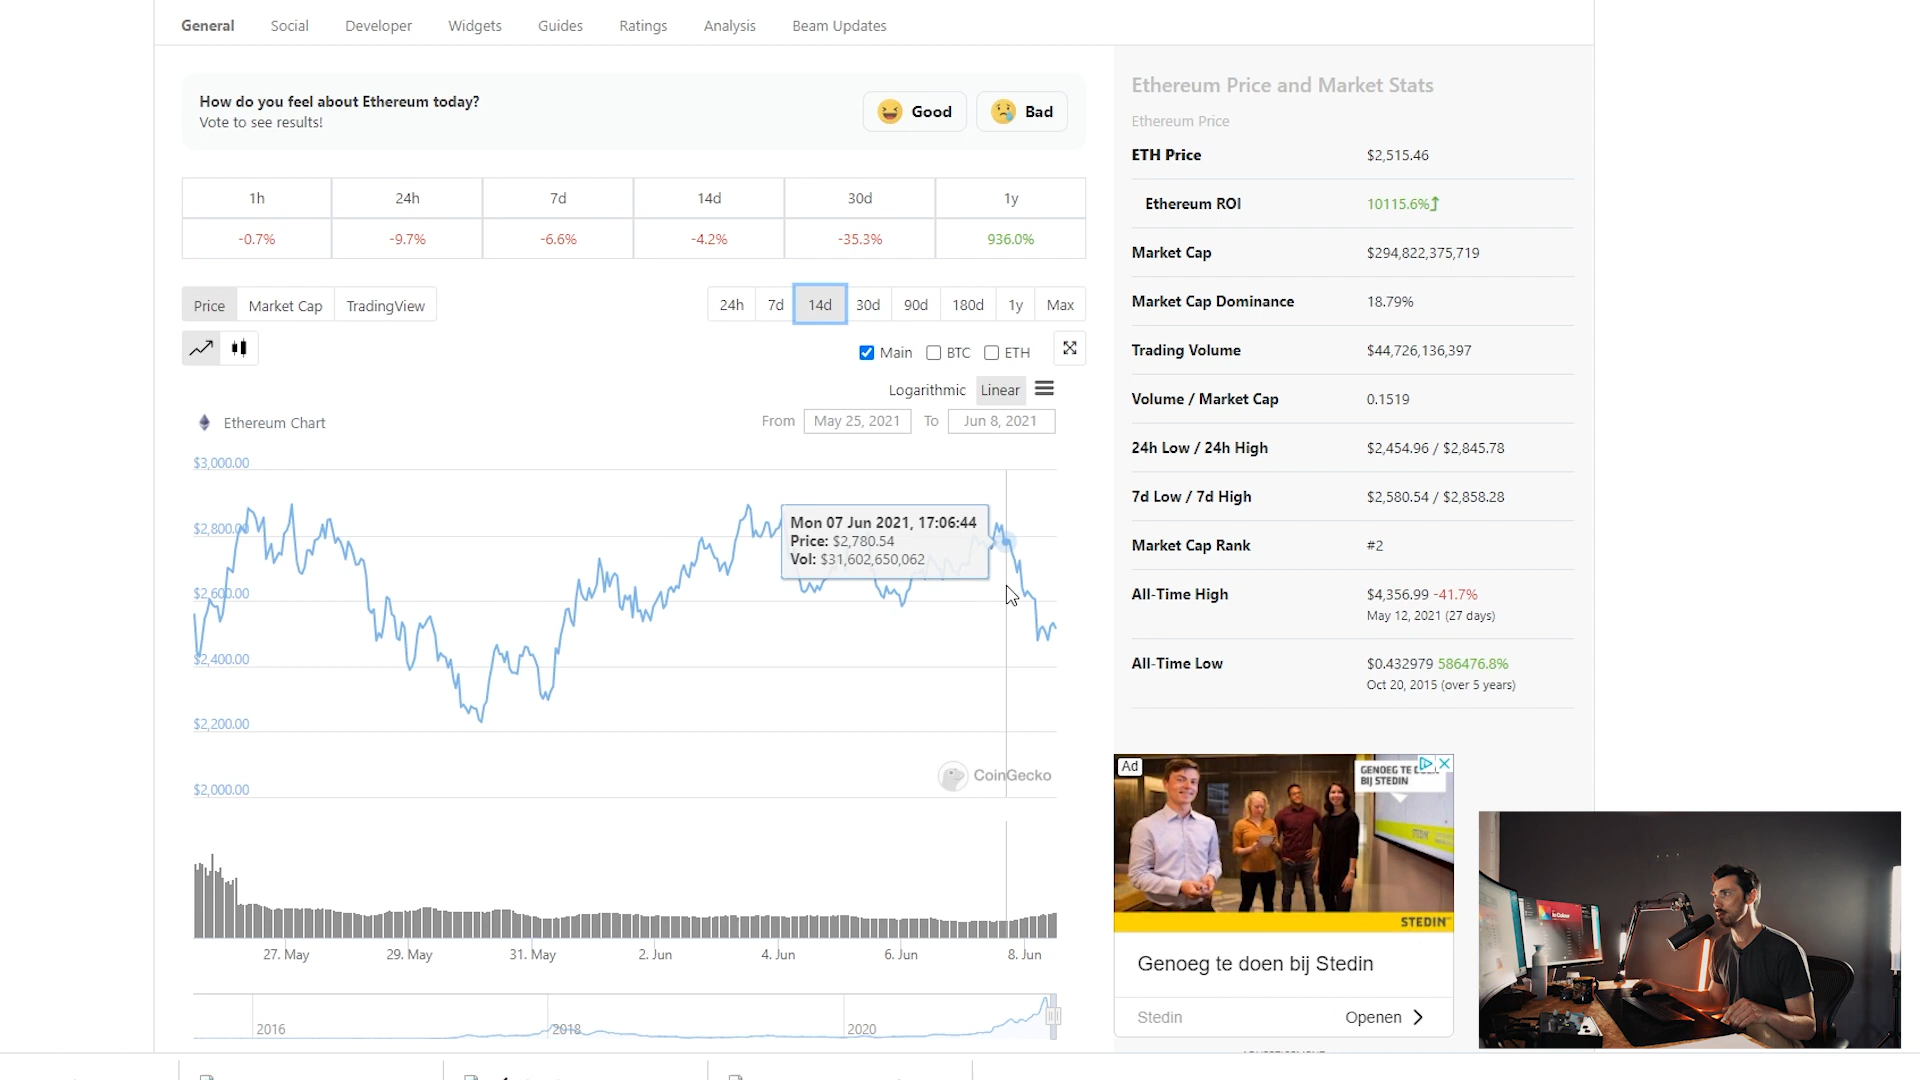 General Social Developer Widgets Guides Ratings Analysis Beam Updates
How do you feel about Ethereum today?
Vote to see results!
Good Bad
1h 24h 7d 14d 30d 1y
-0.7% -9.7% -6.6% -4.2% -35.3% 936.0%
Price Market Cap TradingView
24h 7d 14d 30d 90d 180d 1y Max
Main BTC ETH
Logarithmic Linear
Ethereum Chart
From May 25, 2021 To Jun 8, 2021
$3,000.00
$2,800.00
$2,600.00
$2,400.00
$2,200.00
$2,000.00
Mon 07 Jun 2021, 17:06:44
Price: $2,780.54
Vol: $31,602,650,062
CoinGecko
27. May 29. May 31. May 2. Jun 4. Jun 6. Jun 8. Jun
2016 2018 2020
Ethereum Price and Market Stats
Ethereum Price
ETH Price $2,515.46
Ethereum ROI 10115.6%
Market Cap $294,822,375,719
Market Cap Dominance 18.79%
Trading Volume $44,726,136,397
Volume / Market Cap 0.1519
24h Low / 24h High $2,454.96 / $2,845.78
7d Low / 7d High $2,580.54 / $2,858.28
Market Cap Rank #2
All-Time High $4,356.99 -41.7%
May 12, 2021 (27 days)
All-Time Low $0.432979 586476.8%
Oct 20, 2015 (over 5 years)
Ad
GENOEG TE
BIJ STEDIN
STEDIN
Genoeg te doen bij Stedin
Stedin Openen